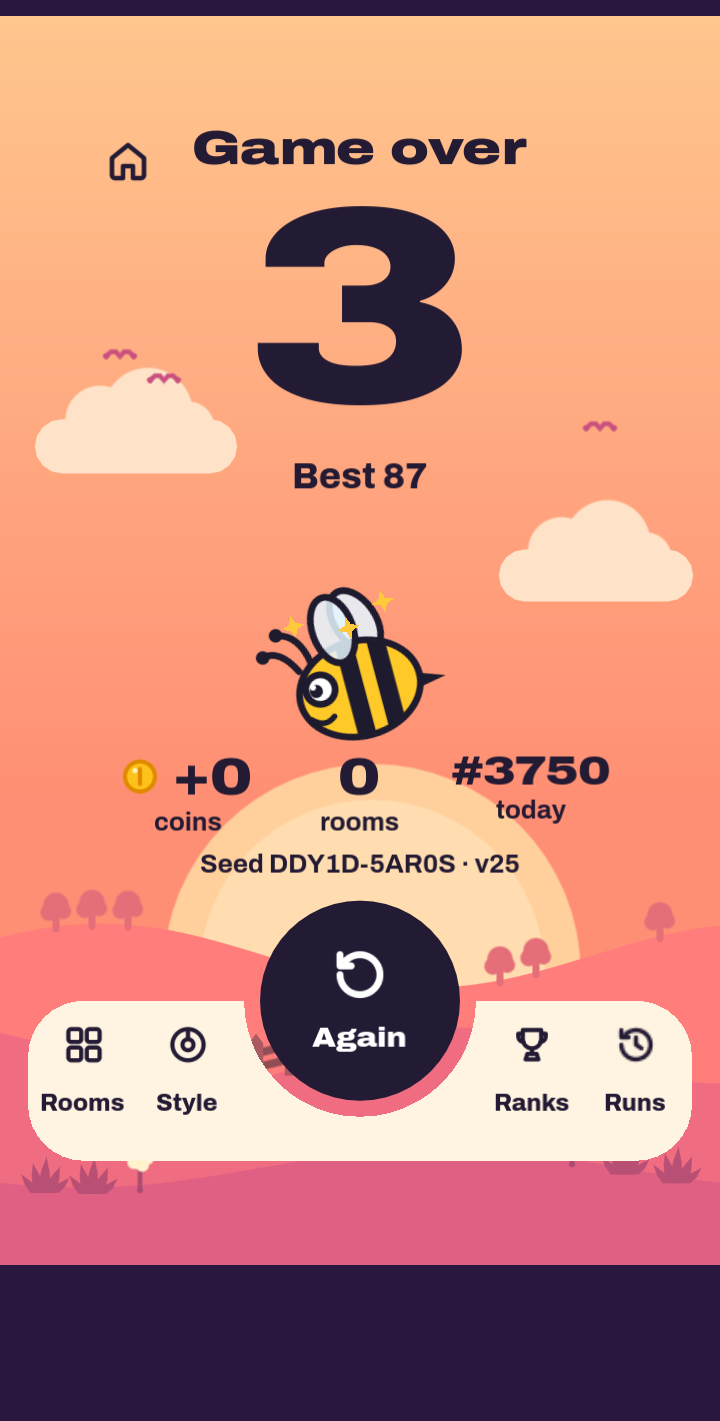 Game over
3
Best 87
+0
coins
0
rooms
#3750
today
Seed DDY1D-5AR0S · v25
Again
Rooms
Style
Ranks
Runs